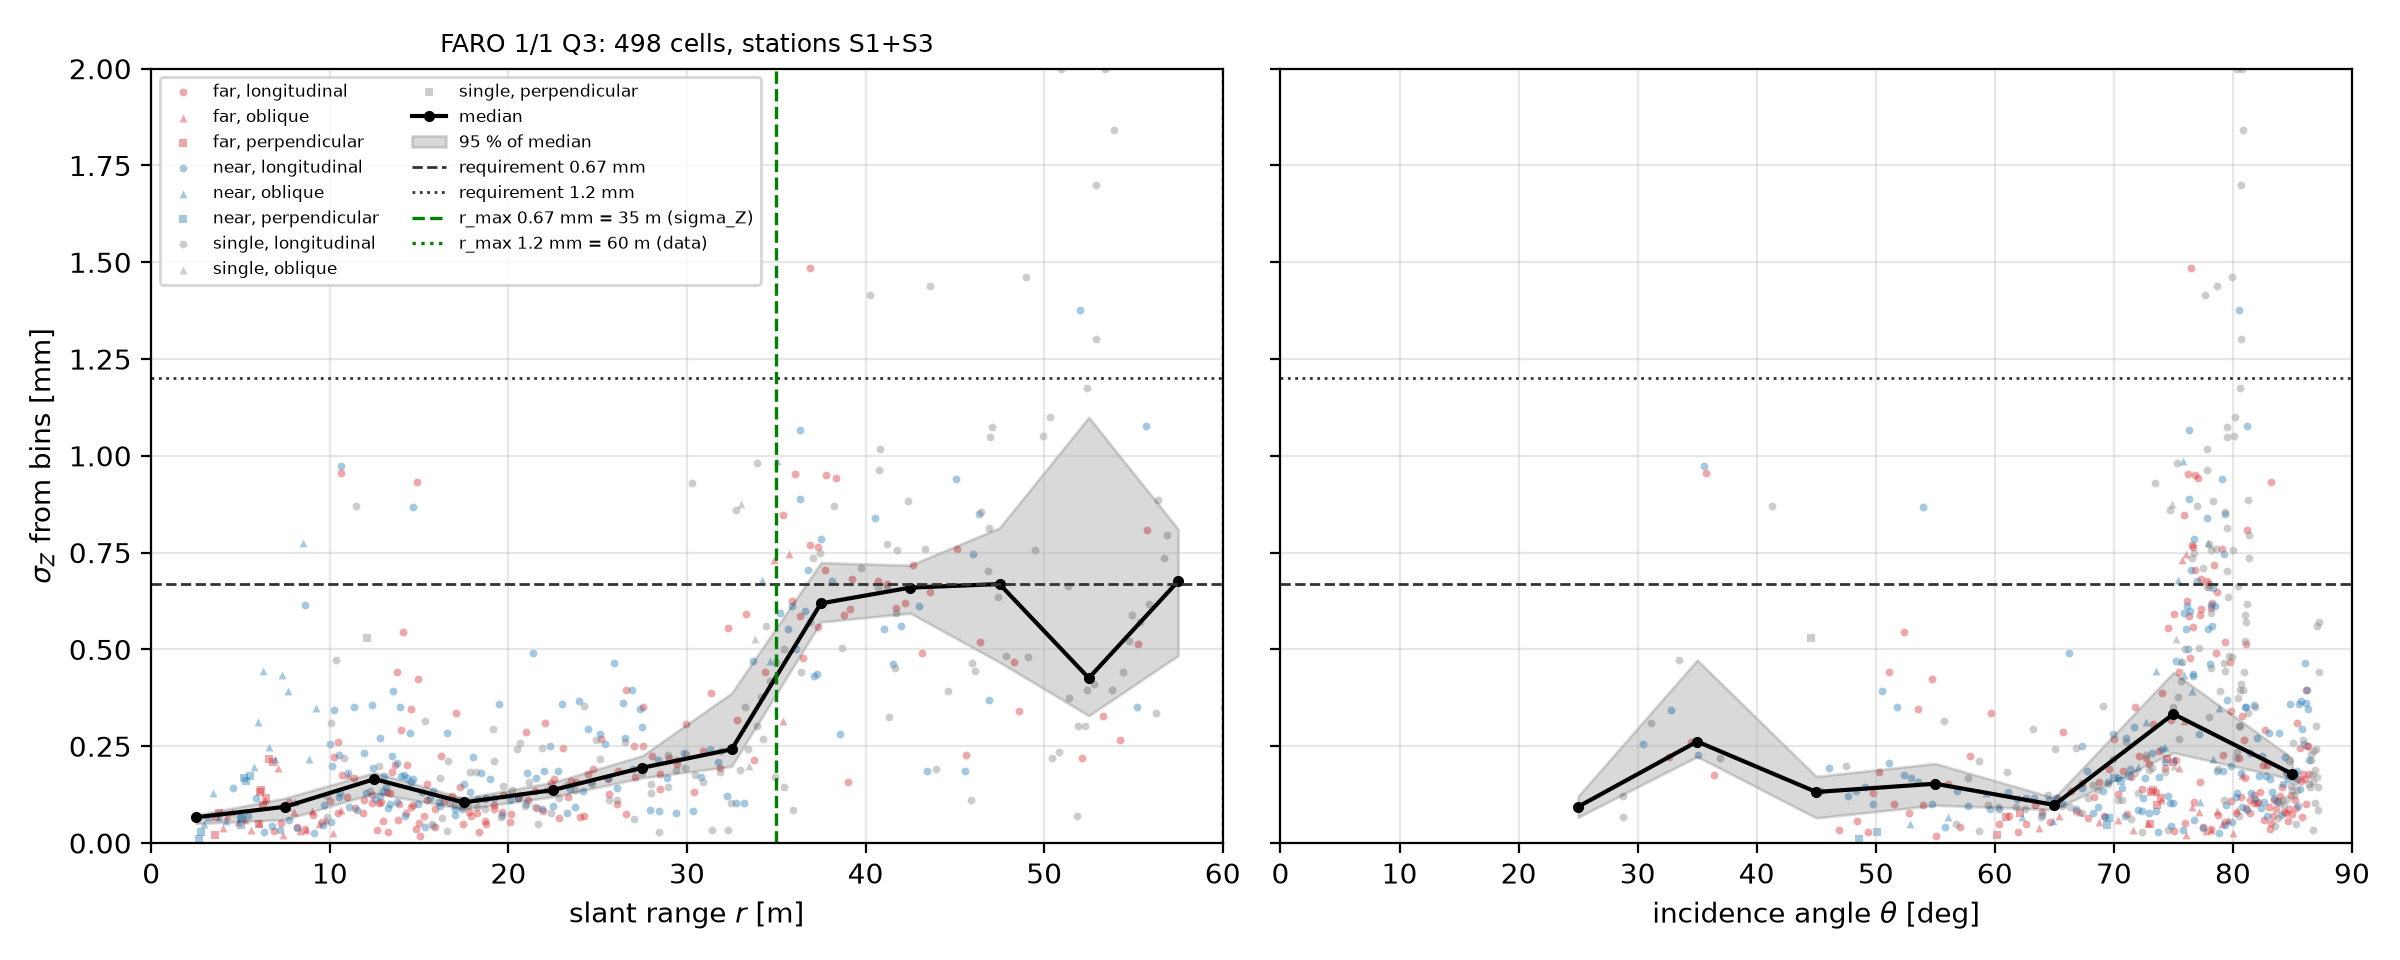 FARO 1/1 Q3: 498 cells, stations S1+S3
far, longitudinal
far, oblique
far, perpendicular
near, longitudinal
near, oblique
near, perpendicular
single, longitudinal
single, oblique
single, perpendicular
median
95 % of median
requirement 0.67 mm
requirement 1.2 mm
r_max 0.67 mm = 35 m (sigma_Z)
r_max 1.2 mm = 60 m (data)
2.00
1.75
1.50
1.25
1.00
0.75
0.50
0.25
0.00
σZ from bins [mm]
0 10 20 30 40 50 60
slant range r [m]
0 10 20 30 40 50 60 70 80 90
incidence angle θ [deg]